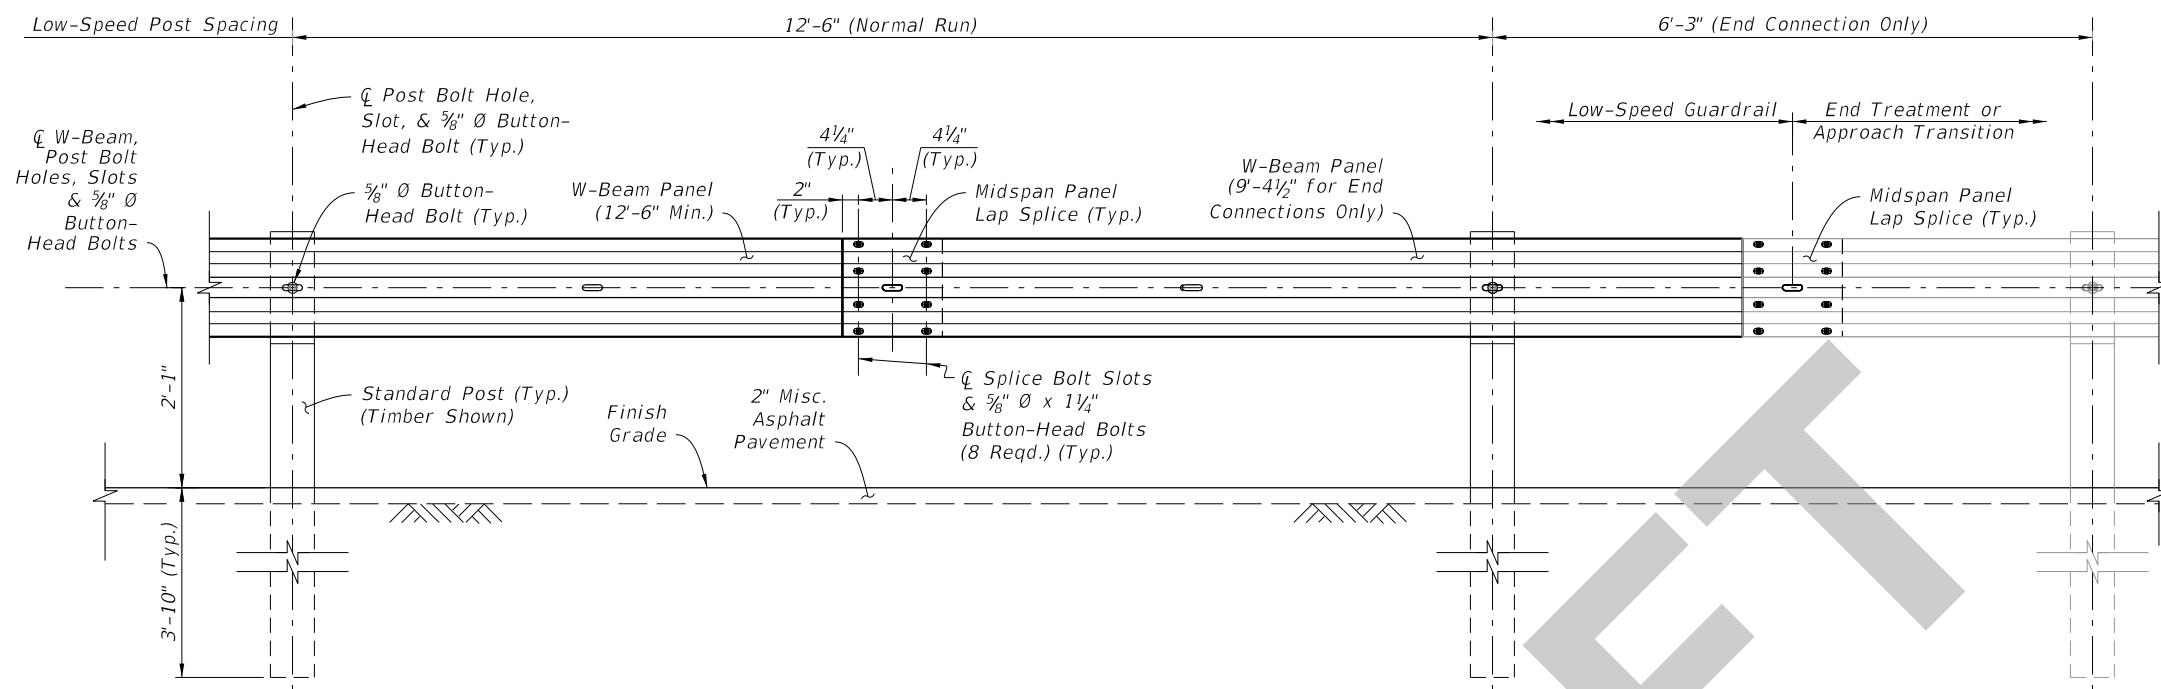 Low-Speed Post Spacing
12'-6" (Normal Run)
6'-3" (End Connection Only)
℄ Post Bolt Hole,
Slot, & ⅝" Ø Button-
Head Bolt (Typ.)
℄ W-Beam,
Post Bolt
Holes, Slots
& ⅝" Ø
Button-
Head Bolts
⅝" Ø Button-
Head Bolt (Typ.)
W-Beam Panel
(12'-6" Min.)
2"
(Typ.)
4¼"
(Typ.)
4¼"
(Typ.)
Midspan Panel
Lap Splice (Typ.)
W-Beam Panel
(9'-4½" for End
Connections Only)
Low-Speed Guardrail
End Treatment or
Approach Transition
Midspan Panel
Lap Splice (Typ.)
2'-1"
3'-10" (Typ.)
Standard Post (Typ.)
(Timber Shown)
Finish
Grade
2" Misc.
Asphalt
Pavement
℄ Splice Bolt Slots
& ⅝" Ø x 1¼"
Button-Head Bolts
(8 Reqd.) (Typ.)